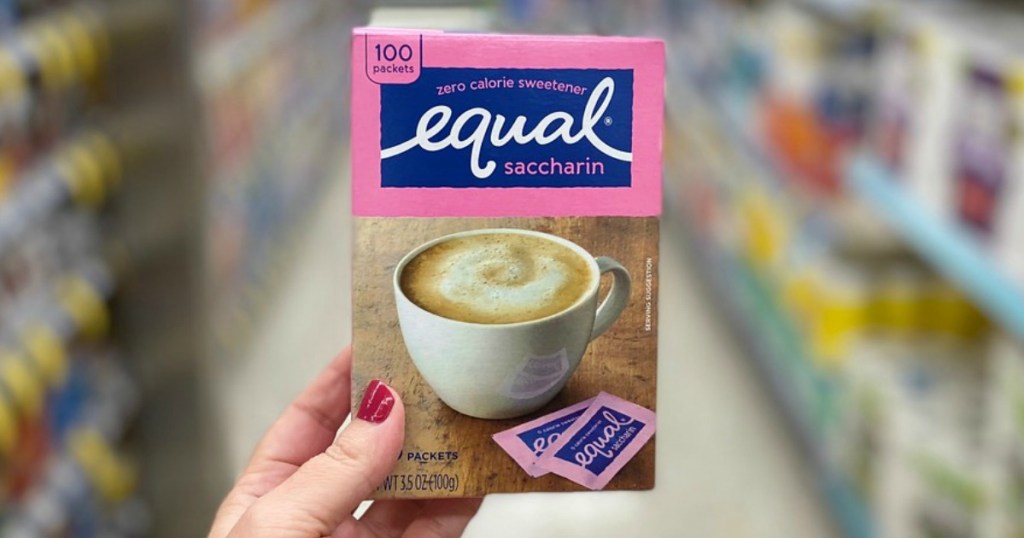 100
packets
zero calorie sweetener
equal®
saccharin
SERVING SUGGESTION
equal
saccharin
PACKETS
WT 3.5 OZ (100g)